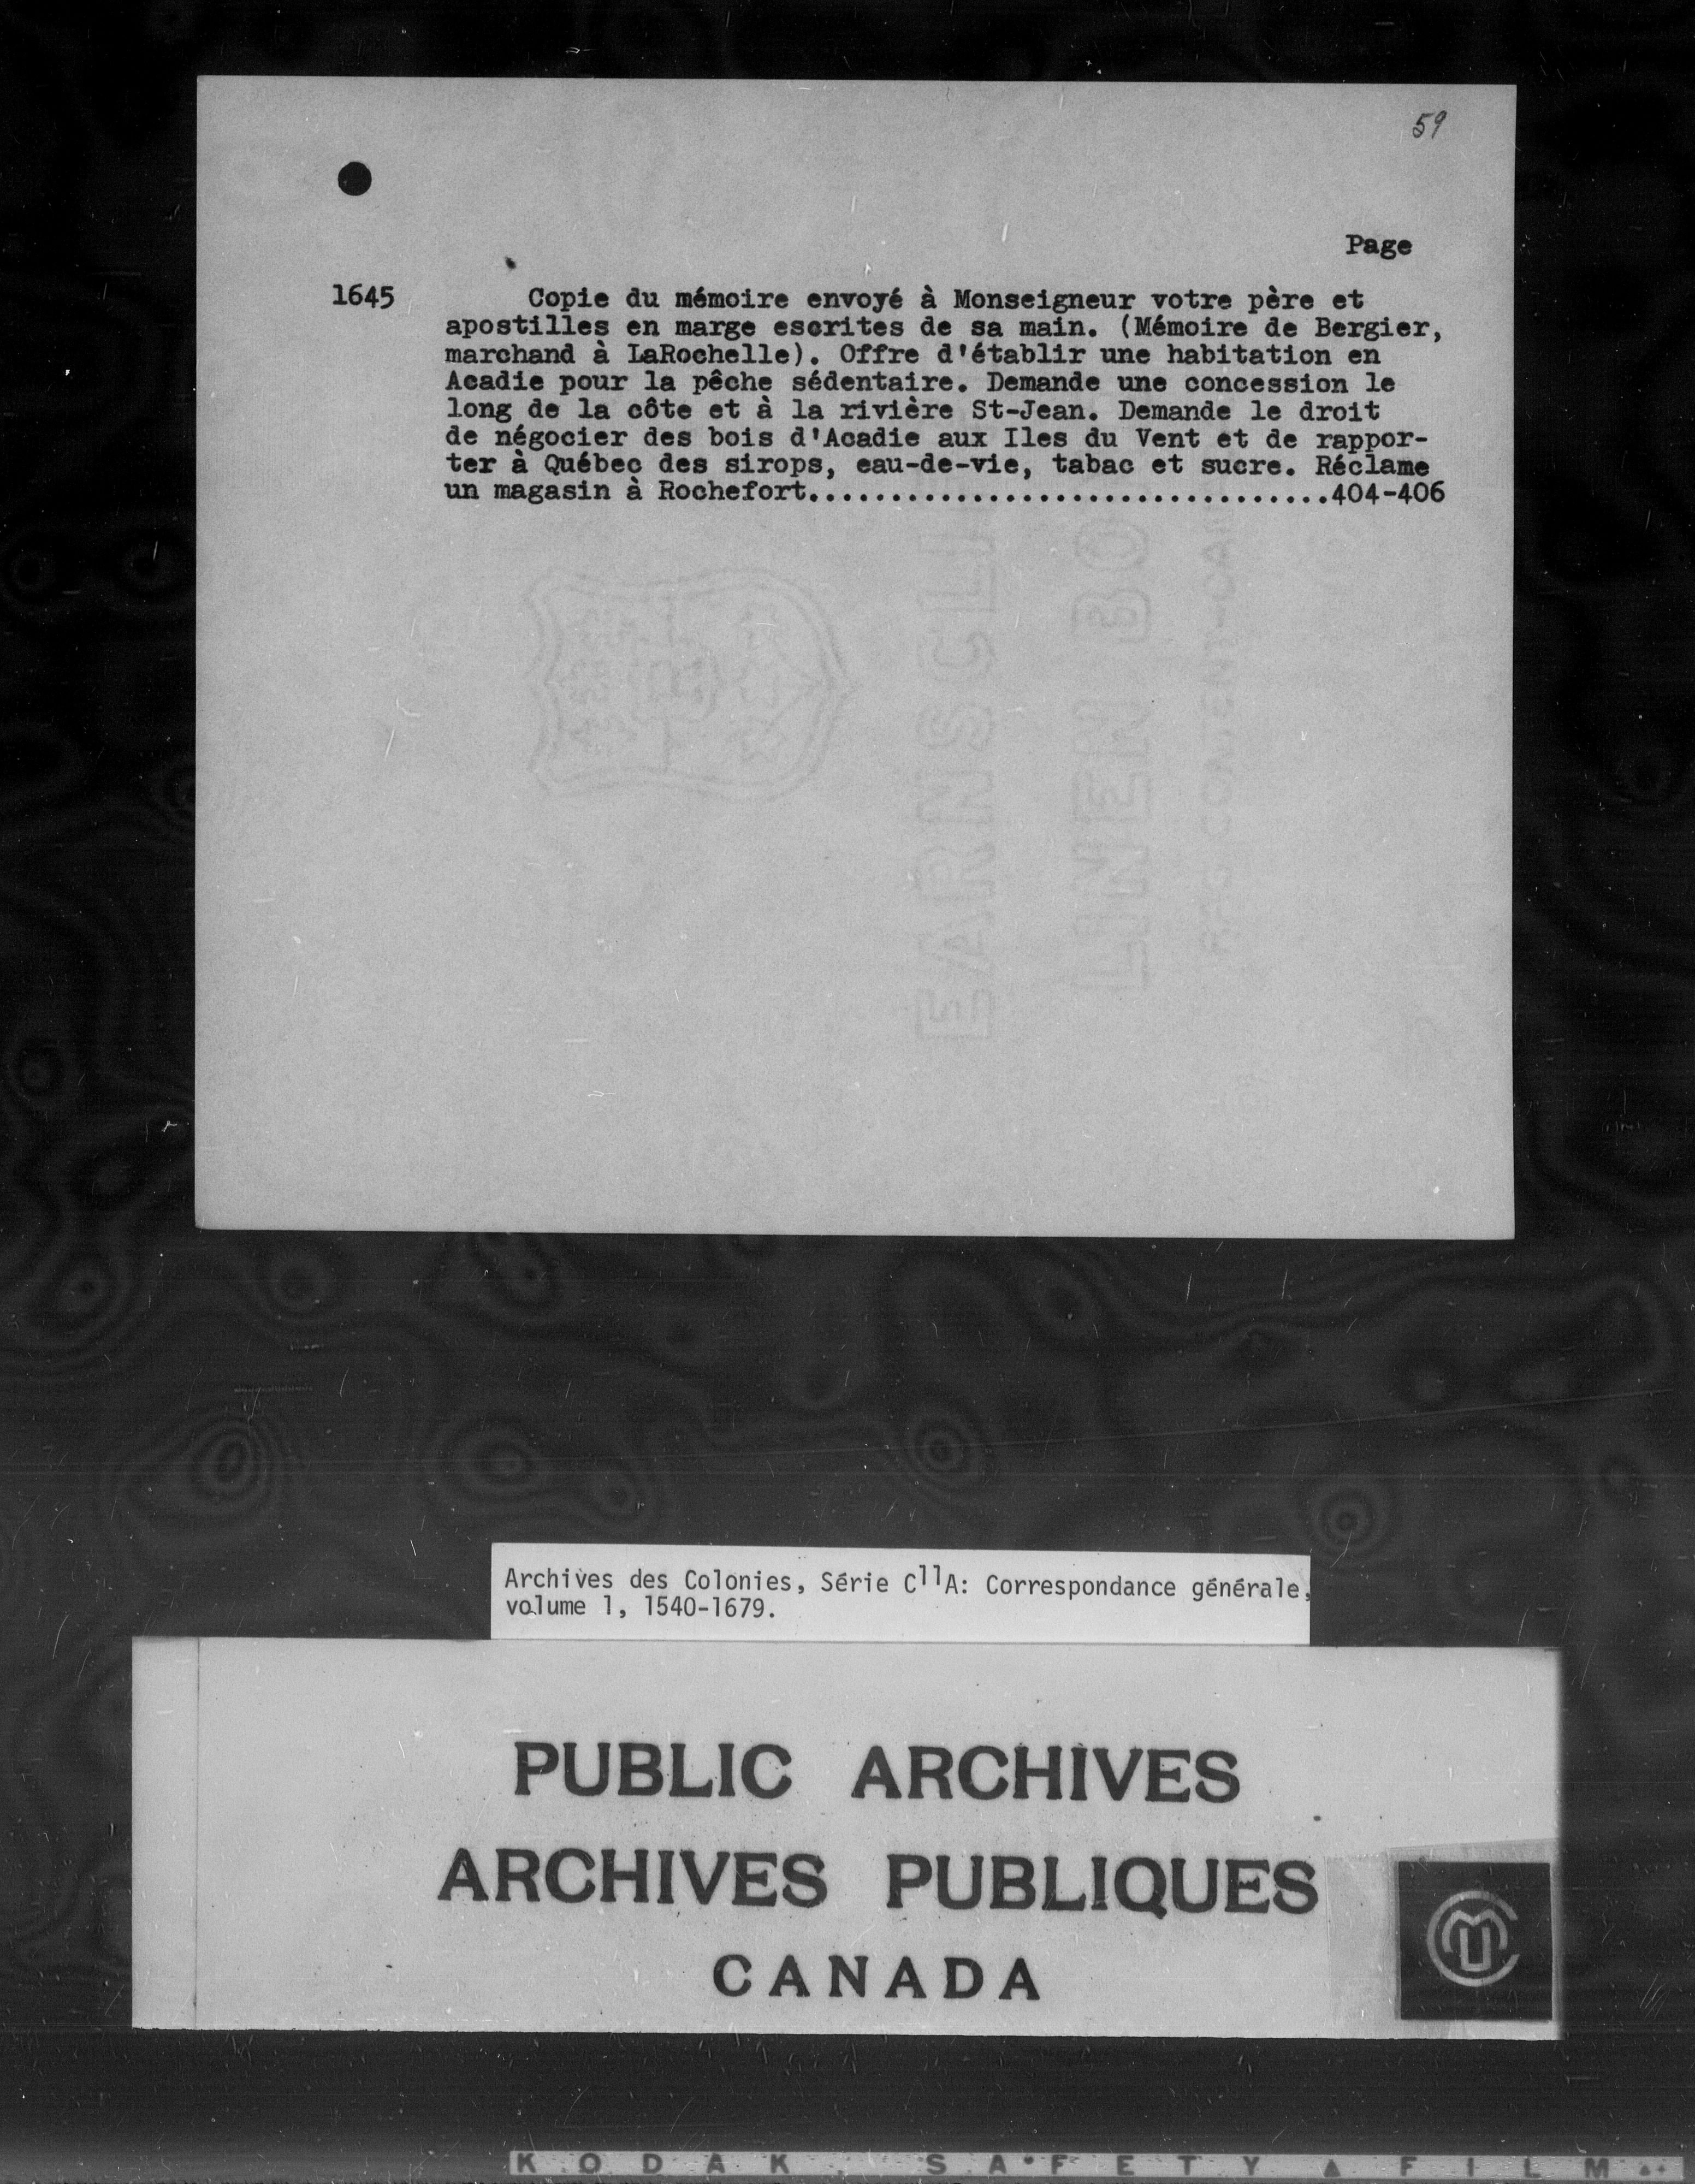 59
Page
1645 Copie du mémoire envoyé à Monseigneur votre père et
apostilles en marge escrites de sa main. (Mémoire de Bergier,
marchand à LaRochelle). Offre d'établir une habitation en
Acadie pour la pêche sédentaire. Demande une concession le
long de la côte et à la rivière St-Jean. Demande le droit
de négocier des bois d'Acadie aux Iles du Vent et de rappor-
ter à Québec des sirops, eau-de-vie, tabac et sucre. Réclame
un magasin à Rochefort................................404-406
Archives des Colonies, Série C11A: Correspondance générale,
volume 1, 1540-1679.
PUBLIC ARCHIVES
ARCHIVES PUBLIQUES
CANADA
KODAK SAFETY FILM